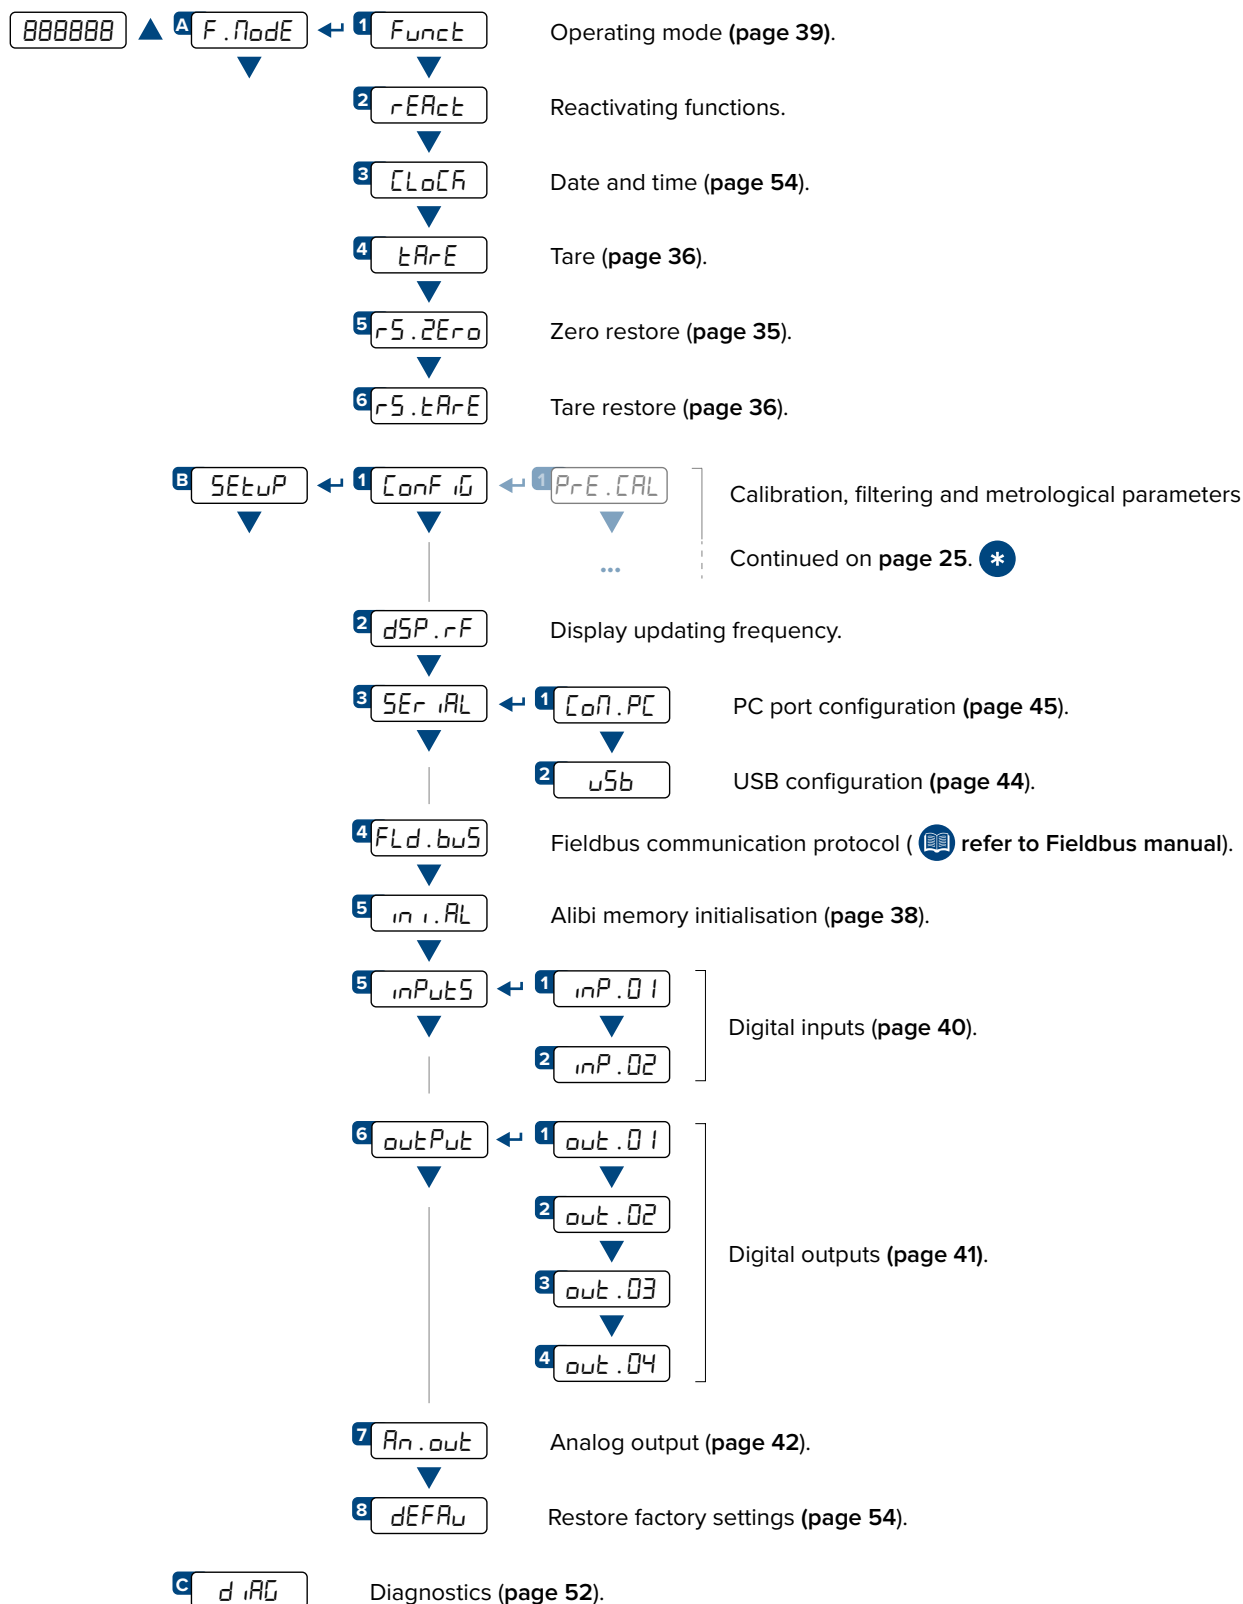 888888 A F.ModE 1 Funct Operating mode (page 39).
2 rEAct Reactivating functions.
3 CLoCK Date and time (page 54).
4 tArE Tare (page 36).
5 rS.ZEro Zero restore (page 35).
6 rS.tArE Tare restore (page 36).
B SEtuP 1 ConFiG 1 PrE.CAL Calibration, filtering and metrological parameters
... Continued on page 25. *
2 dSP.rF Display updating frequency.
3 SEriAL 1 CoM.PC PC port configuration (page 45).
2 uSb USB configuration (page 44).
4 FLd.buS Fieldbus communication protocol ( refer to Fieldbus manual).
5 ini.AL Alibi memory initialisation (page 38).
5 inPutS 1 inP.01
Digital inputs (page 40).
2 inP.02
6 outPut 1 out.01
2 out.02
Digital outputs (page 41).
3 out.03
4 out.04
7 An.out Analog output (page 42).
8 dEFAu Restore factory settings (page 54).
C diAG Diagnostics (page 52).